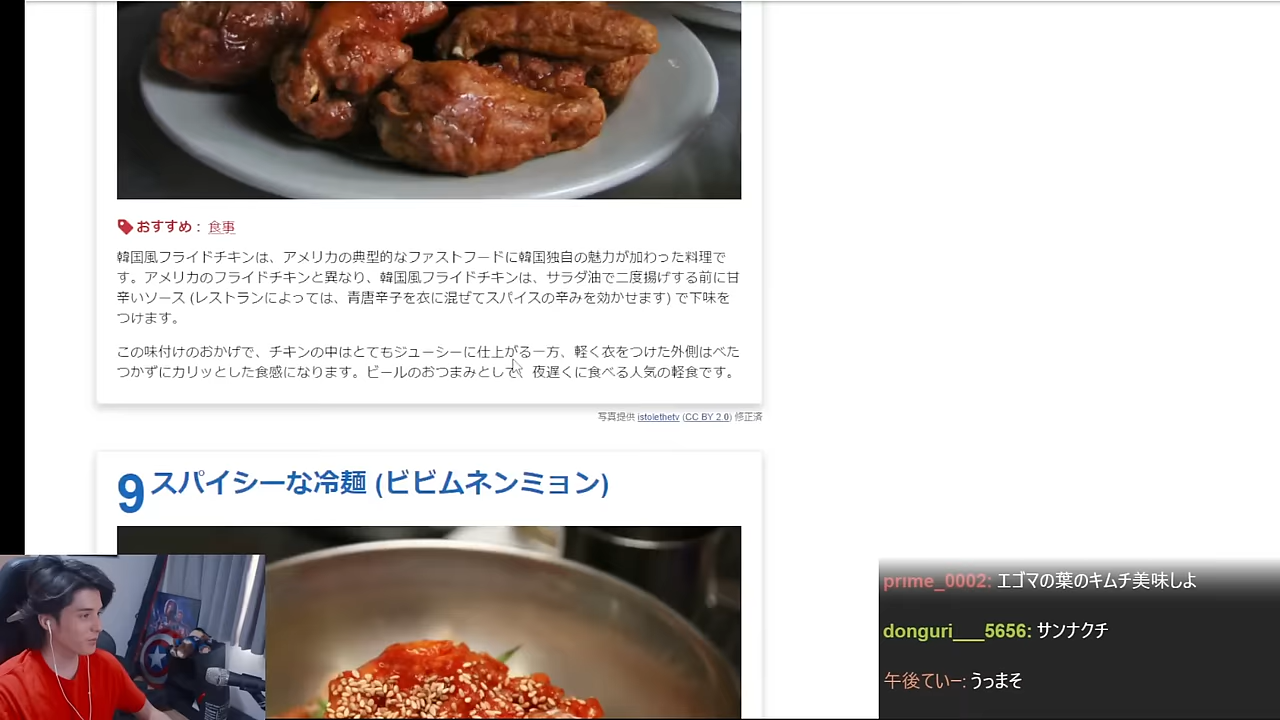 おすすめ： 食事
韓国風フライドチキンは、アメリカの典型的なファストフードに韓国独自の魅力が加わった料理で
す。アメリカのフライドチキンと異なり、韓国風フライドチキンは、サラダ油で二度揚げする前に甘
辛いソース (レストランによっては、青唐辛子を衣に混ぜてスパイスの辛みを効かせます) で下味を
つけます。
この味付けのおかげで、チキンの中はとてもジューシーに仕上がる一方、軽く衣をつけた外側はべた
つかずにカリッとした食感になります。ビールのおつまみとして、夜遅くに食べる人気の軽食です。
写真提供 istolethetv (CC BY 2.0) 修正済
9 スパイシーな冷麺 (ビビムネンミョン)
prime_0002: エゴマの葉のキムチ美味しよ
donguri___5656: サンナクチ
午後てぃー: うっまそ